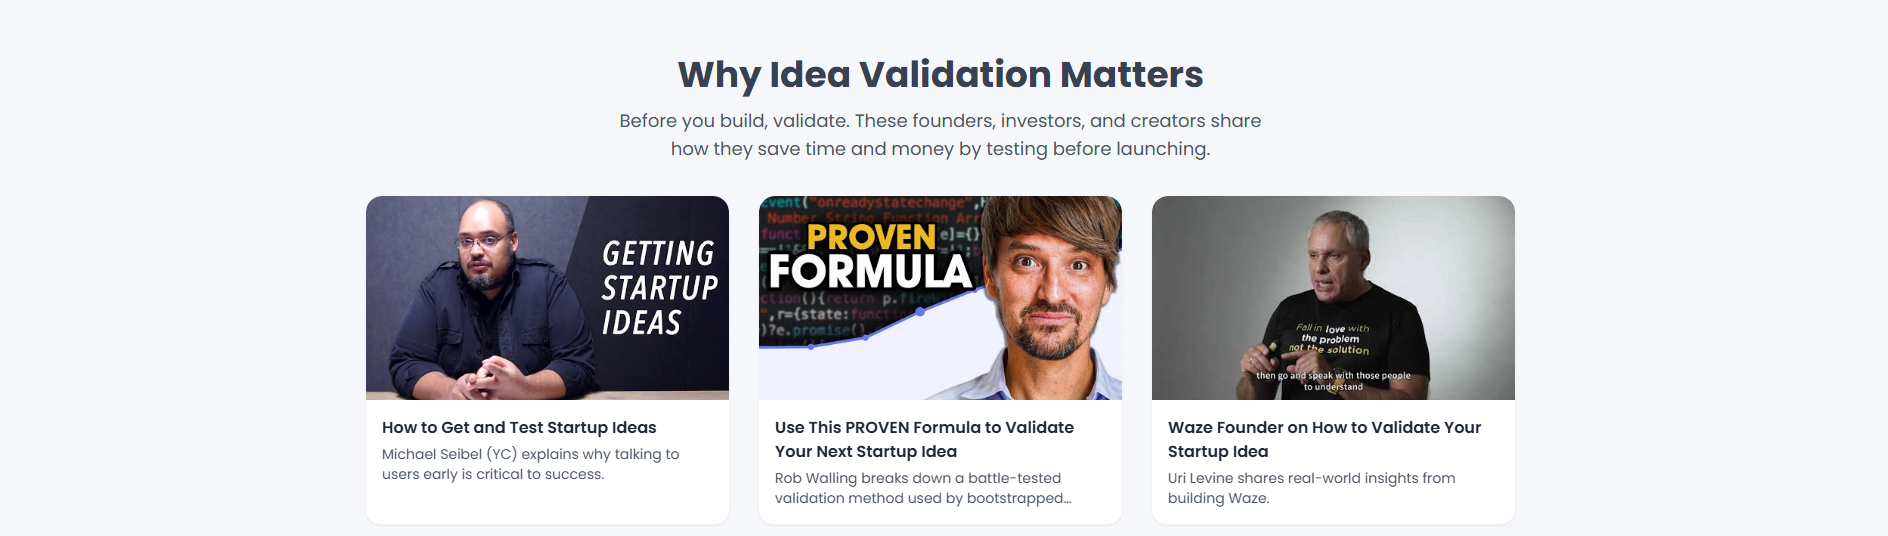 Why Idea Validation Matters
Before you build, validate. These founders, investors, and creators share
how they save time and money by testing before launching.
GETTING
STARTUP
IDEAS
How to Get and Test Startup Ideas
Michael Seibel (YC) explains why talking to
users early is critical to success.
vent("onreadystatechange",H
Number String Function Arr
PROVEN
e]={}
FORMULA
ction(){return p.fire
",r={state:functi
)?e.promise()
Use This PROVEN Formula to Validate
Your Next Startup Idea
Rob Walling breaks down a battle-tested
validation method used by bootstrapped...
Fall in love with
the problem
not the solution
then go and speak with those people
to understand
Waze Founder on How to Validate Your
Startup Idea
Uri Levine shares real-world insights from
building Waze.